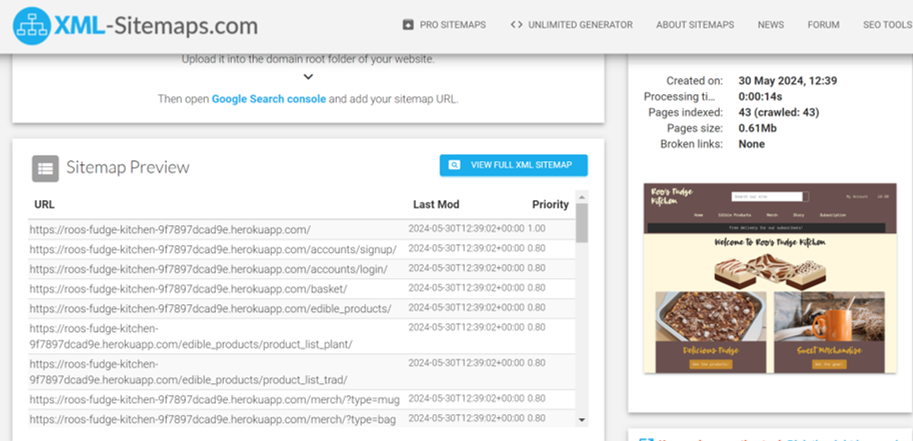 XML-Sitemaps.com
PRO SITEMAPS
UNLIMITED GENERATOR
ABOUT SITEMAPS
NEWS
FORUM
SEO TOOLS
Upload it into the domain root folder of your website.
Then open Google Search console and add your sitemap URL.
Sitemap Preview
VIEW FULL XML SITEMAP
URL Last Mod Priority
https://roos-fudge-kitchen-9f7897dcad9e.herokuapp.com/ 2024-05-30T12:39:02+00:00 1.00
https://roos-fudge-kitchen-9f7897dcad9e.herokuapp.com/accounts/signup/ 2024-05-30T12:39:02+00:00 0.80
https://roos-fudge-kitchen-9f7897dcad9e.herokuapp.com/accounts/login/ 2024-05-30T12:39:02+00:00 0.80
https://roos-fudge-kitchen-9f7897dcad9e.herokuapp.com/basket/ 2024-05-30T12:39:02+00:00 0.80
https://roos-fudge-kitchen-9f7897dcad9e.herokuapp.com/edible_products/ 2024-05-30T12:39:02+00:00 0.80
https://roos-fudge-kitchen- 2024-05-30T12:39:02+00:00 0.80
9f7897dcad9e.herokuapp.com/edible_products/product_list_plant/
https://roos-fudge-kitchen- 2024-05-30T12:39:02+00:00 0.80
9f7897dcad9e.herokuapp.com/edible_products/product_list_trad/
https://roos-fudge-kitchen-9f7897dcad9e.herokuapp.com/merch/?type=mug 2024-05-30T12:39:02+00:00 0.80
https://roos-fudge-kitchen-9f7897dcad9e.herokuapp.com/merch/?type=bag 2024-05-30T12:39:02+00:00 0.80
Created on: 30 May 2024, 12:39
Processing ti... 0:00:14s
Pages indexed: 43 (crawled: 43)
Pages size: 0.61Mb
Broken links: None
Roo's Fudge
Kitchen
Search our site
My Account £0.00
Home Edible Products Merch Story Subscription
Free delivery for our subscribers!
Welcome To Roo's Fudge Kitchen
Delicious Fudge
Sweet Merchandise